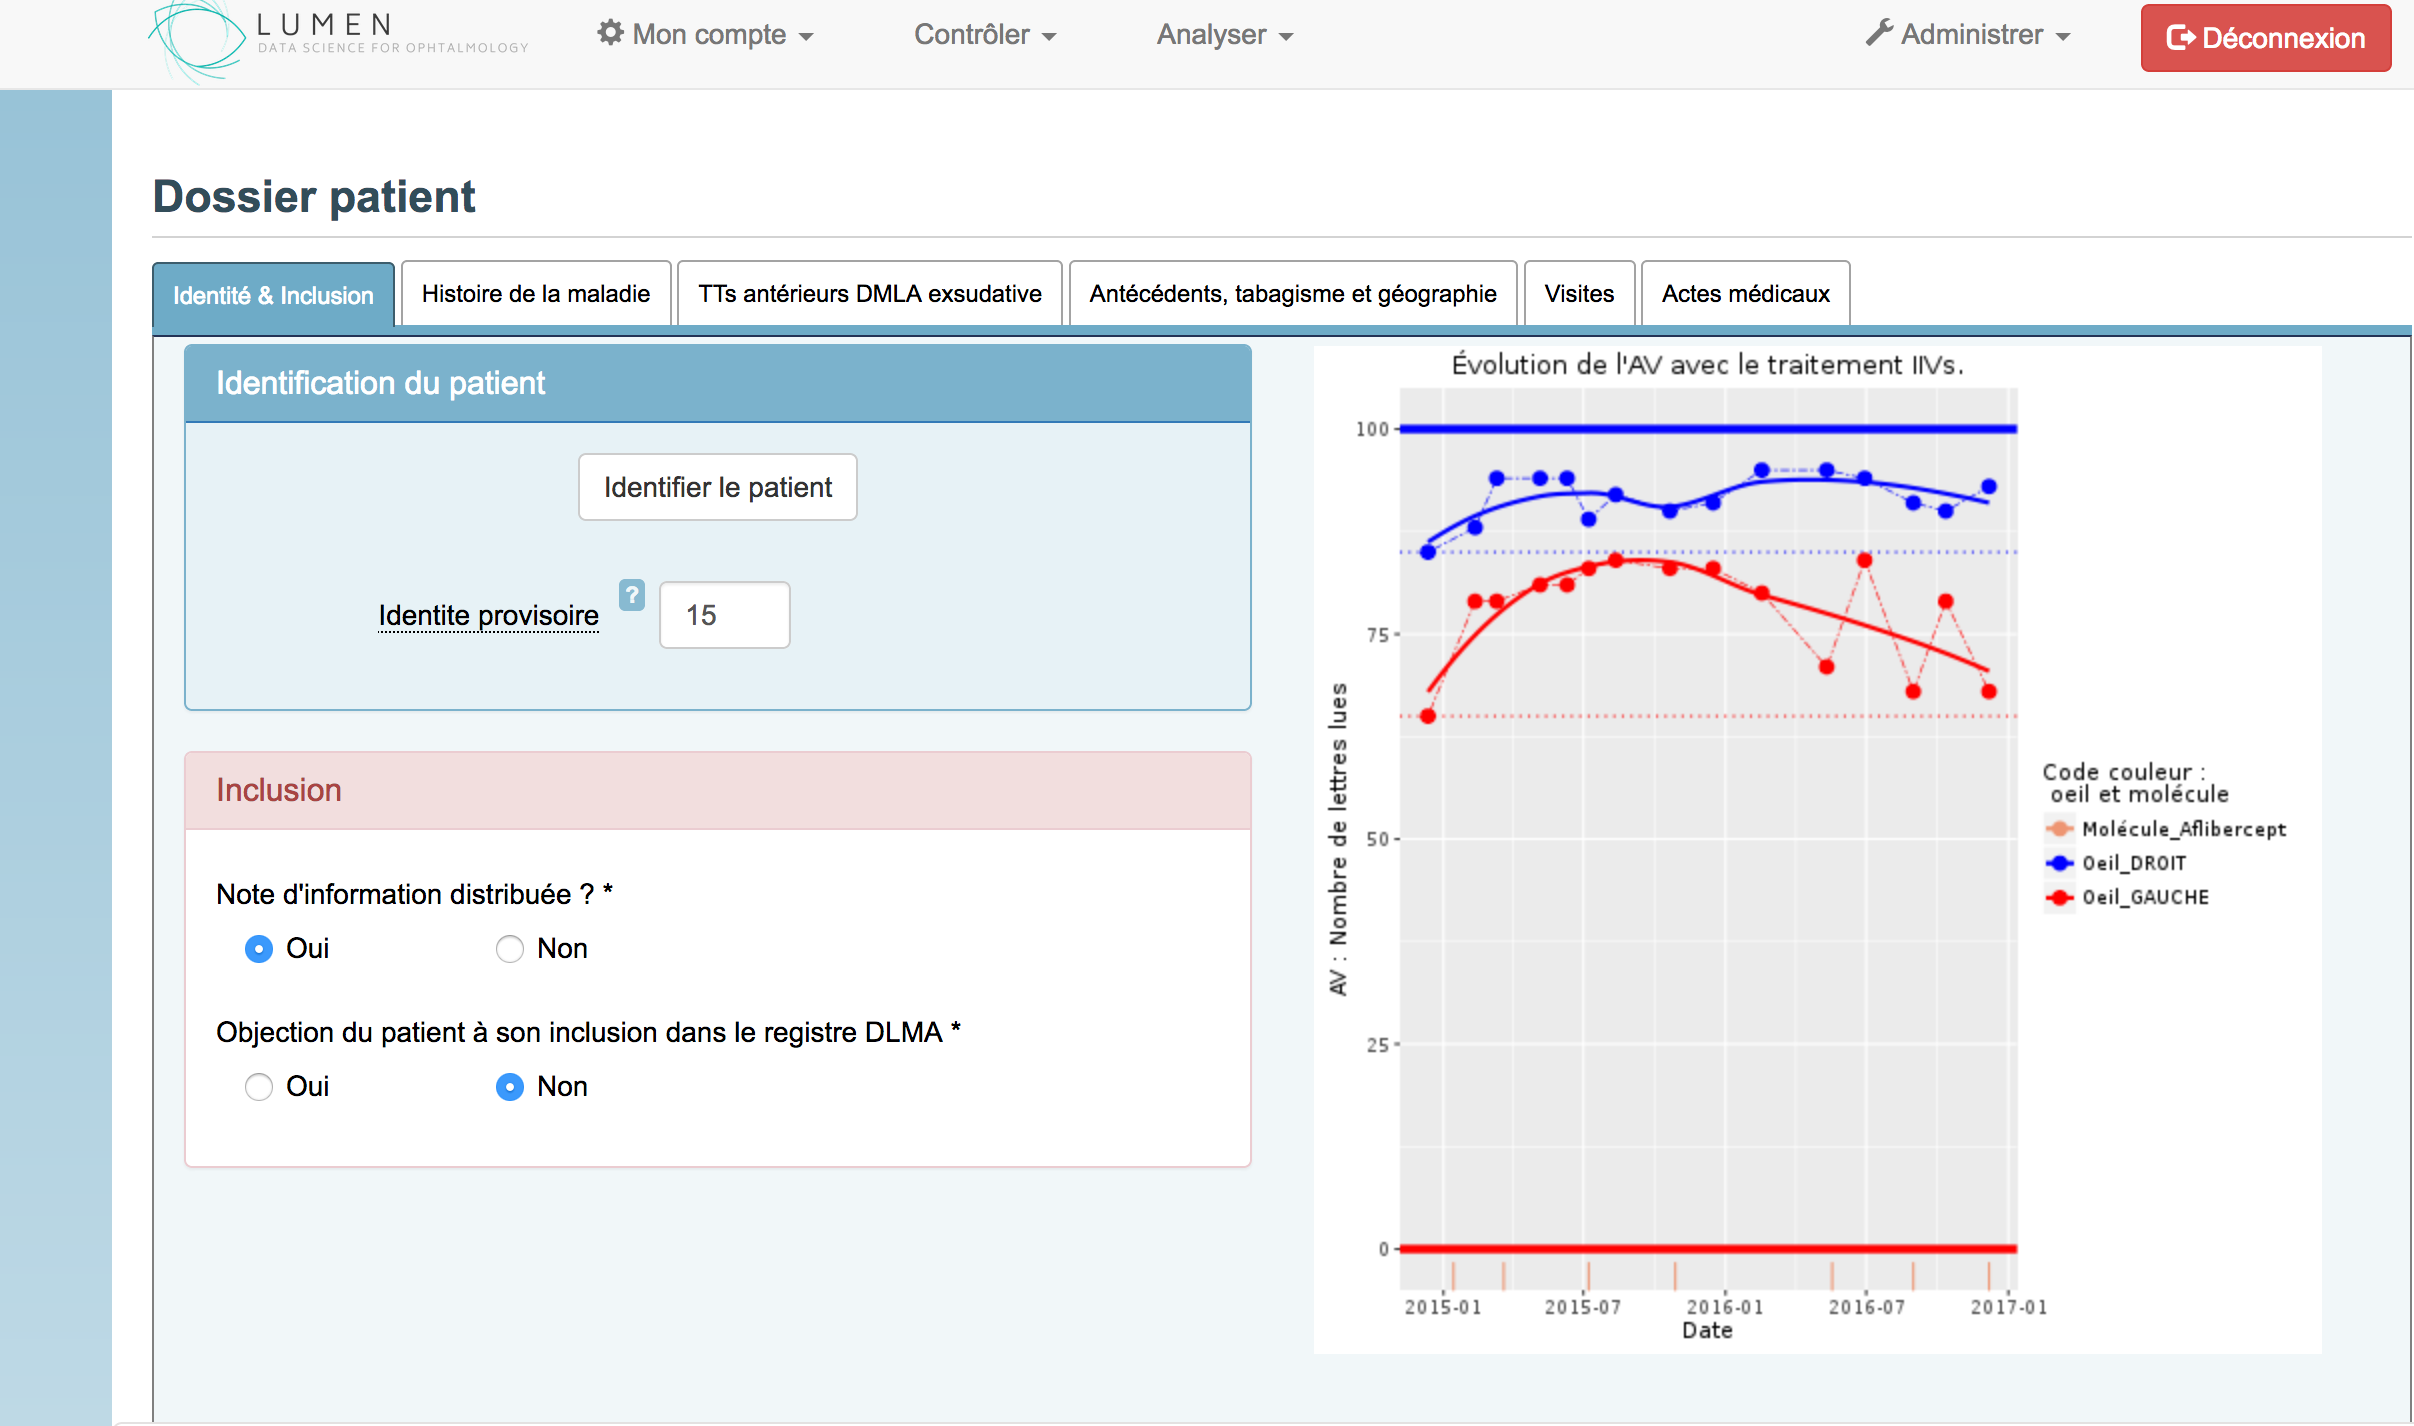 LUMEN
DATA SCIENCE FOR OPHTALMOLOGY
Mon compte
Contrôler
Analyser
Administrer
Déconnexion
Dossier patient
Identité & Inclusion
Histoire de la maladie
TTs antérieurs DMLA exsudative
Antécédents, tabagisme et géographie
Visites
Actes médicaux
Identification du patient
Identifier le patient
Identite provisoire
?
15
Inclusion
Note d'information distribuée ? *
Oui
Non
Objection du patient à son inclusion dans le registre DLMA *
Oui
Non
Évolution de l'AV avec le traitement IIVs.
AV : Nombre de lettres lues
100
75
50
25
0
2015-01
2015-07
2016-01
2016-07
2017-01
Date
Code couleur :
oeil et molécule
Molécule_Aflibercept
Oeil_DROIT
Oeil_GAUCHE